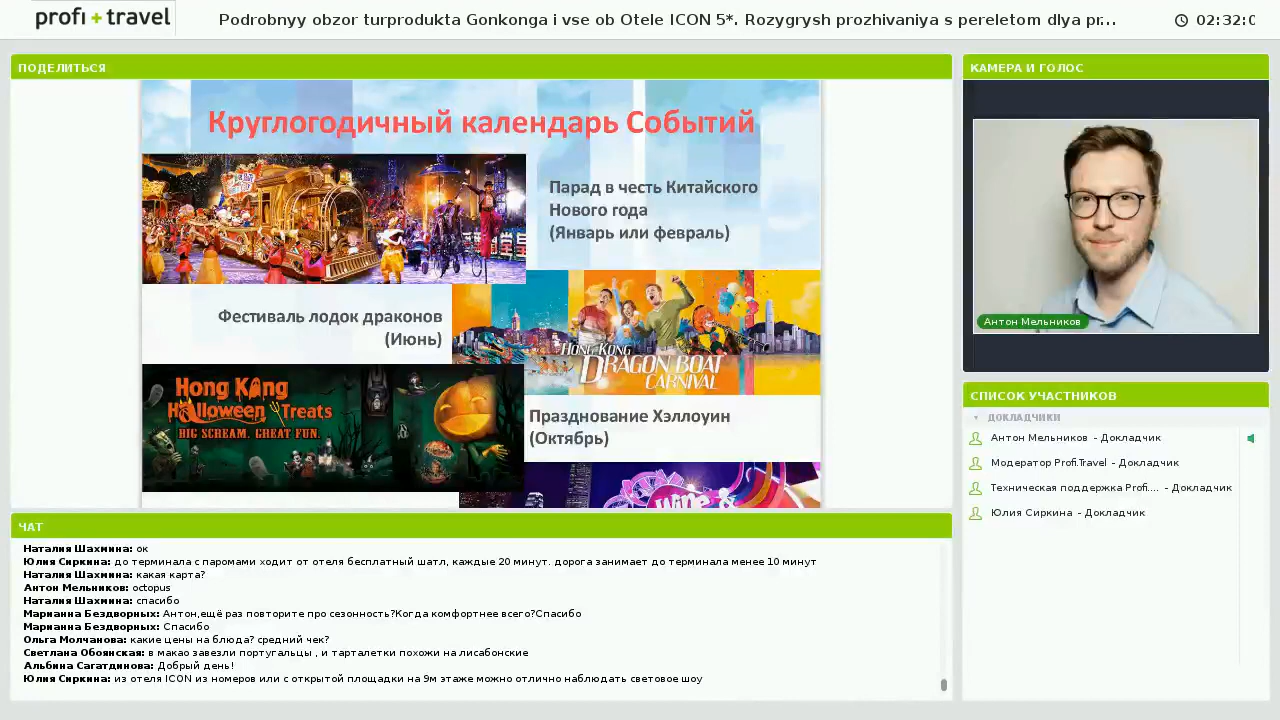 profi + travel
Podrobnyy obzor turprodukta Gonkonga i vse ob Otele ICON 5*. Rozygrysh prozhivaniya s pereletom dlya pr...
02:32:0
ПОДЕЛИТЬСЯ
Круглогодичный календарь Событий
Парад в честь Китайского
Нового года
(Январь или февраль)
Фестиваль лодок драконов
(Июнь)
HONG KONG
DRAGON BOAT
CARNIVAL
Hong Kong
Halloween Treats
BIG SCREAM. GREAT FUN.
Празднование Хэллоуин
(Октябрь)
Wine &
ЧАТ
Наталия Шахмина: ок
Юлия Сиркина: до терминала с паромами ходит от отеля бесплатный шатл, каждые 20 минут. дорога занимает до терминала менее 10 минут
Наталия Шахмина: какая карта?
Антон Мельников: octopus
Наталия Шахмина: спасибо
Марианна Бездворных: Антон,ещё раз повторите про сезонность?Когда комфортнее всего?Спасибо
Марианна Бездворных: Спасибо
Ольга Молчанова: какие цены на блюда? средний чек?
Светлана Обоянская: в макао завезли португальцы , и тарталетки похожи на лисабонские
Альбина Сагатдинова: Добрый день!
Юлия Сиркина: из отеля ICON из номеров или с открытой площадки на 9м этаже можно отлично наблюдать световое шоу
КАМЕРА И ГОЛОС
Антон Мельников
СПИСОК УЧАСТНИКОВ
ДОКЛАДЧИКИ
Антон Мельников - Докладчик
Модератор Profi.Travel - Докладчик
Техническая поддержка Profi.... - Докладчик
Юлия Сиркина - Докладчик